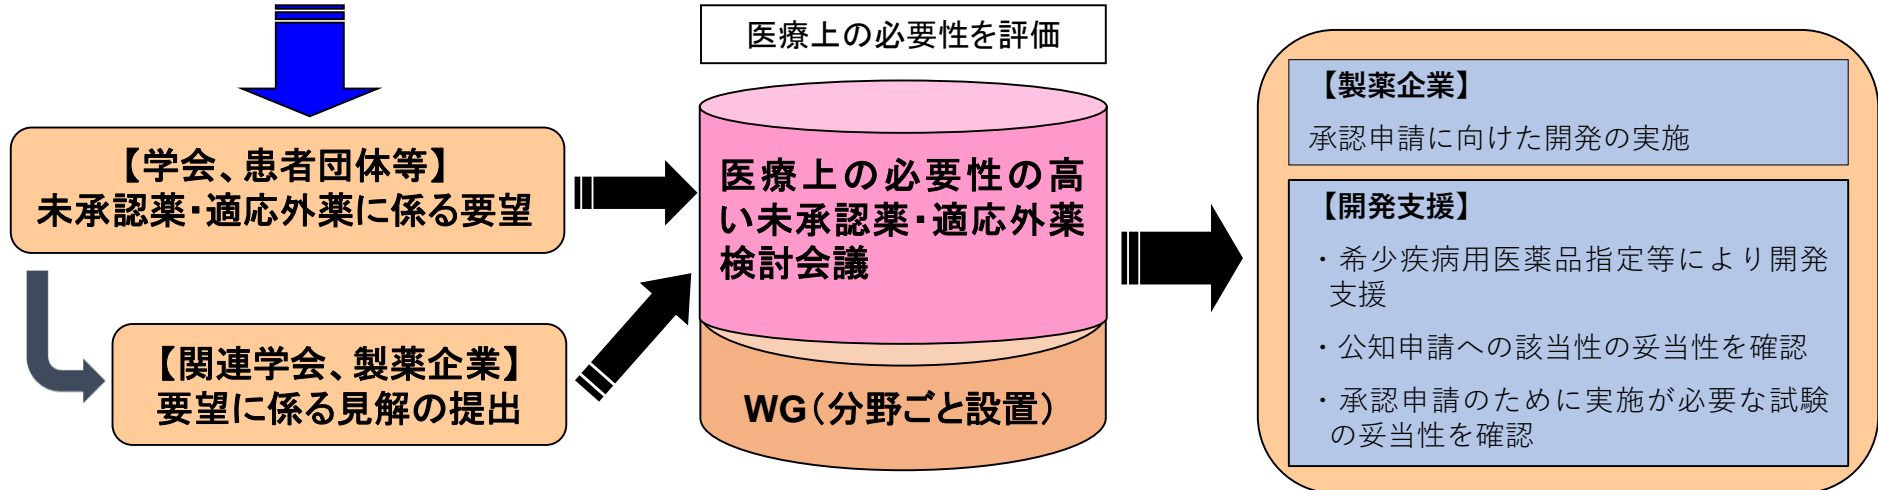 医療上の必要性を評価
【学会、患者団体等】
未承認薬・適応外薬に係る要望
【関連学会、製薬企業】
要望に係る見解の提出
医療上の必要性の高
い未承認薬・適応外薬
検討会議
WG（分野ごと設置）
【製薬企業】
承認申請に向けた開発の実施
【開発支援】
・希少疾病用医薬品指定等により開発
支援
・公知申請への該当性の妥当性を確認
・承認申請のために実施が必要な試験
の妥当性を確認